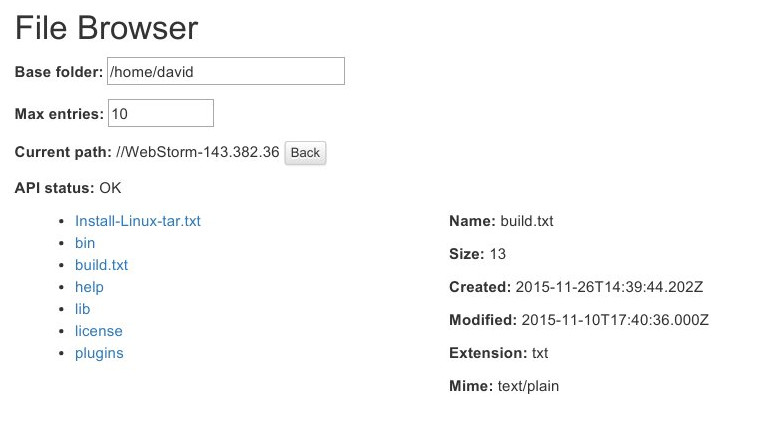 File Browser
Base folder: /home/david
Max entries: 10
Current path: //WebStorm-143.382.36 Back
API status: OK
Install-Linux-tar.txt
bin
build.txt
help
lib
license
plugins
Name: build.txt
Size: 13
Created: 2015-11-26T14:39:44.202Z
Modified: 2015-11-10T17:40:36.000Z
Extension: txt
Mime: text/plain